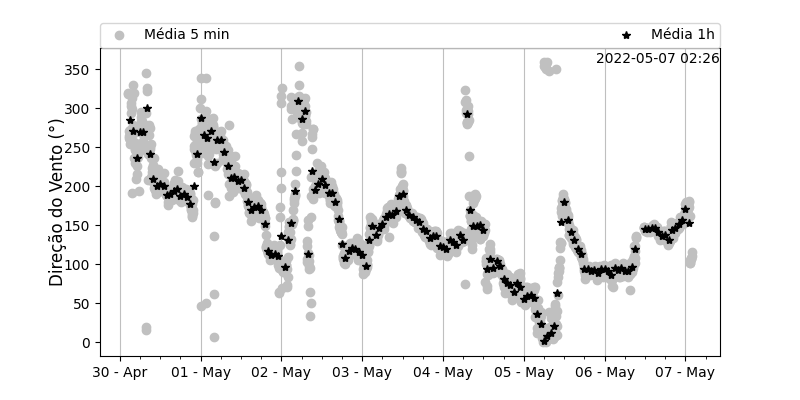 Média 5 min
Média 1h
2022-05-07 02:26
Direção do Vento (°)
350
300
250
200
150
100
50
0
30 - Apr
01 - May
02 - May
03 - May
04 - May
05 - May
06 - May
07 - May